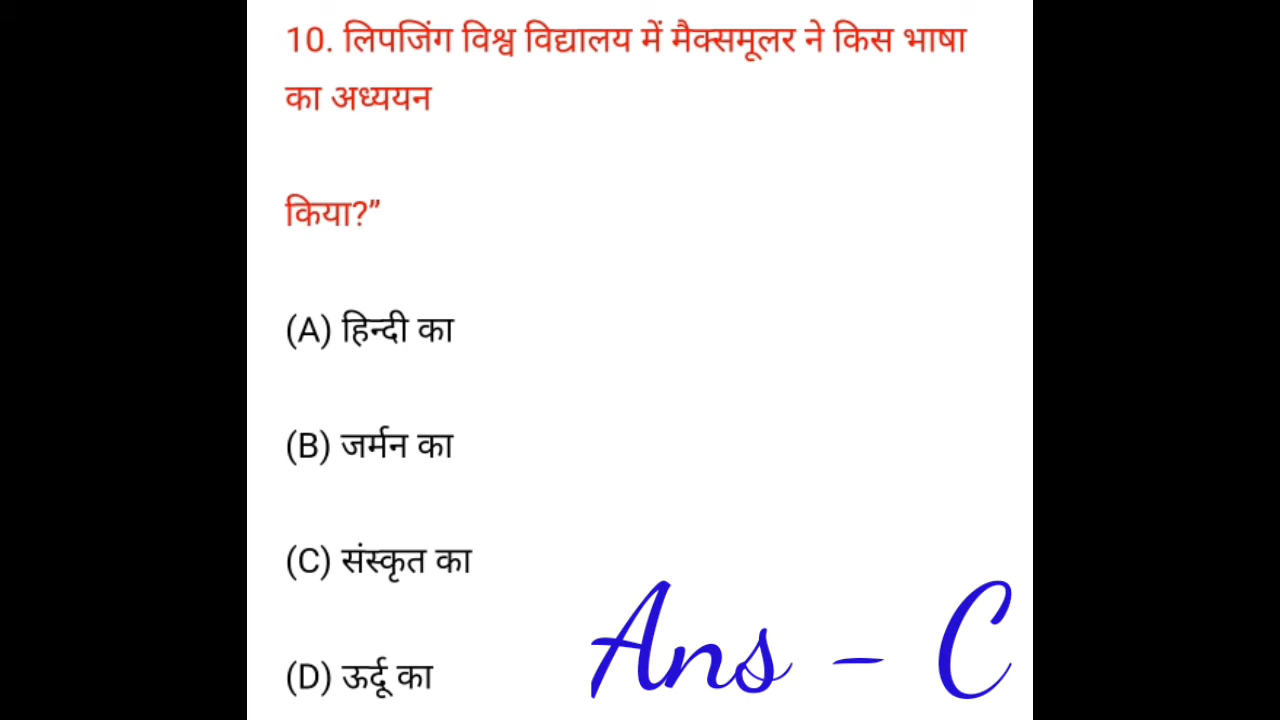 10. लिपजिंग विश्व विद्यालय में मैक्समूलर ने किस भाषा
का अध्ययन
किया?”
(A) हिन्दी का
(B) जर्मन का
(C) संस्कृत का
(D) ऊर्दू का
Ans - C